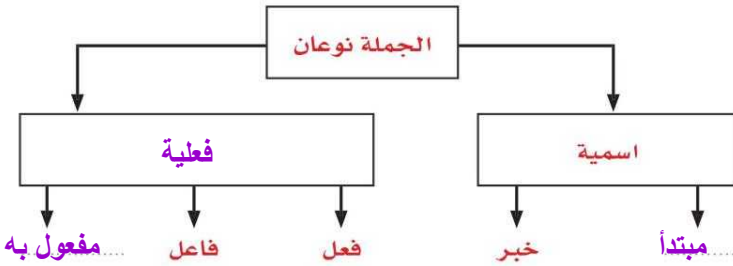 الجملة نوعان
اسمية
فعلية
مبتدأ
خبر
فعل
فاعل
مفعول به